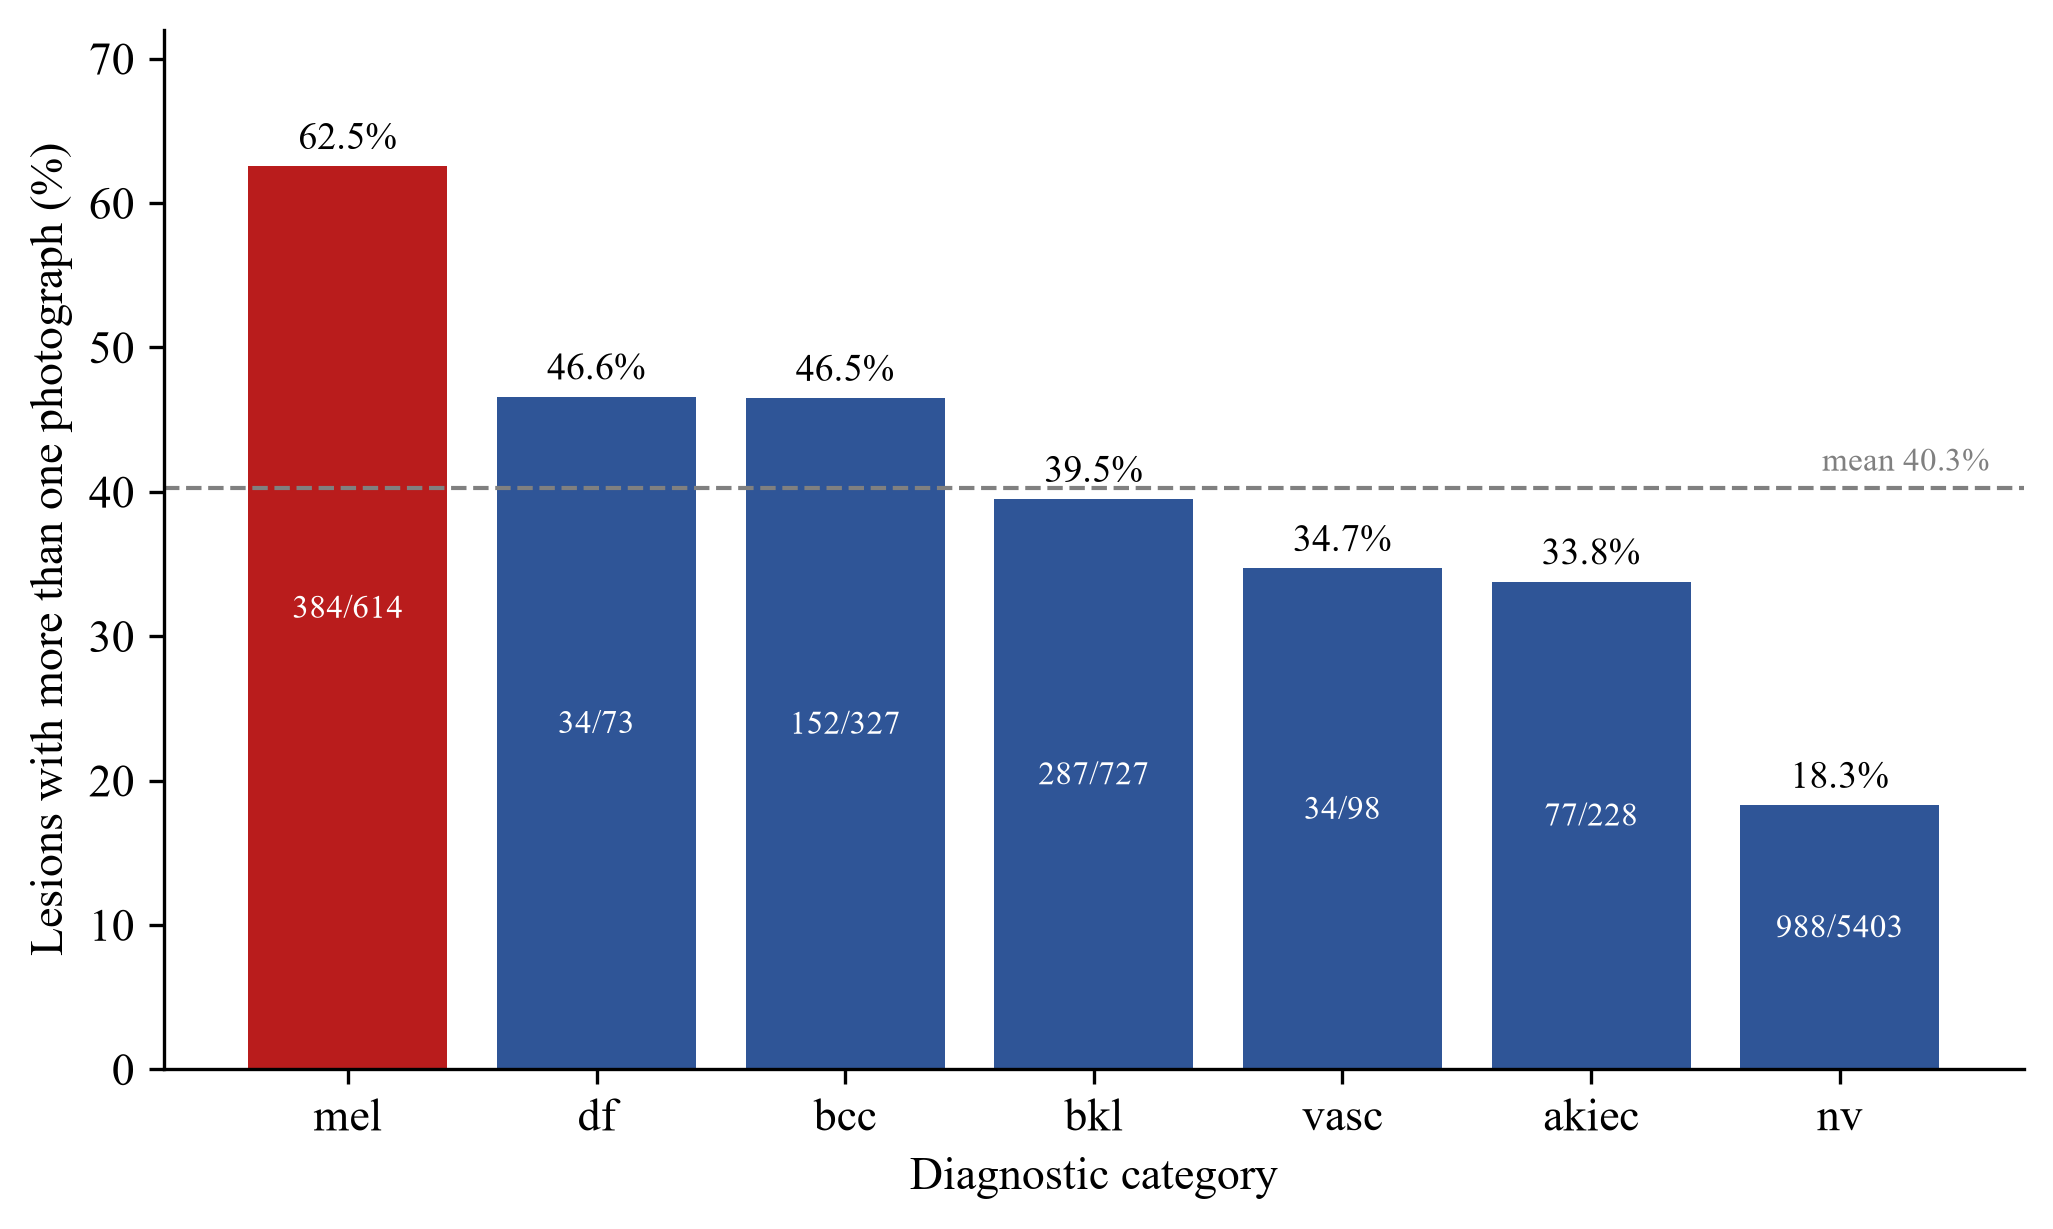 Lesions with more than one photograph (%)
70
60
50
40
30
20
10
0
62.5%
46.6%
46.5%
39.5%
34.7%
33.8%
18.3%
mean 40.3%
384/614
34/73
152/327
287/727
34/98
77/228
988/5403
mel
df
bcc
bkl
vasc
akiec
nv
Diagnostic category